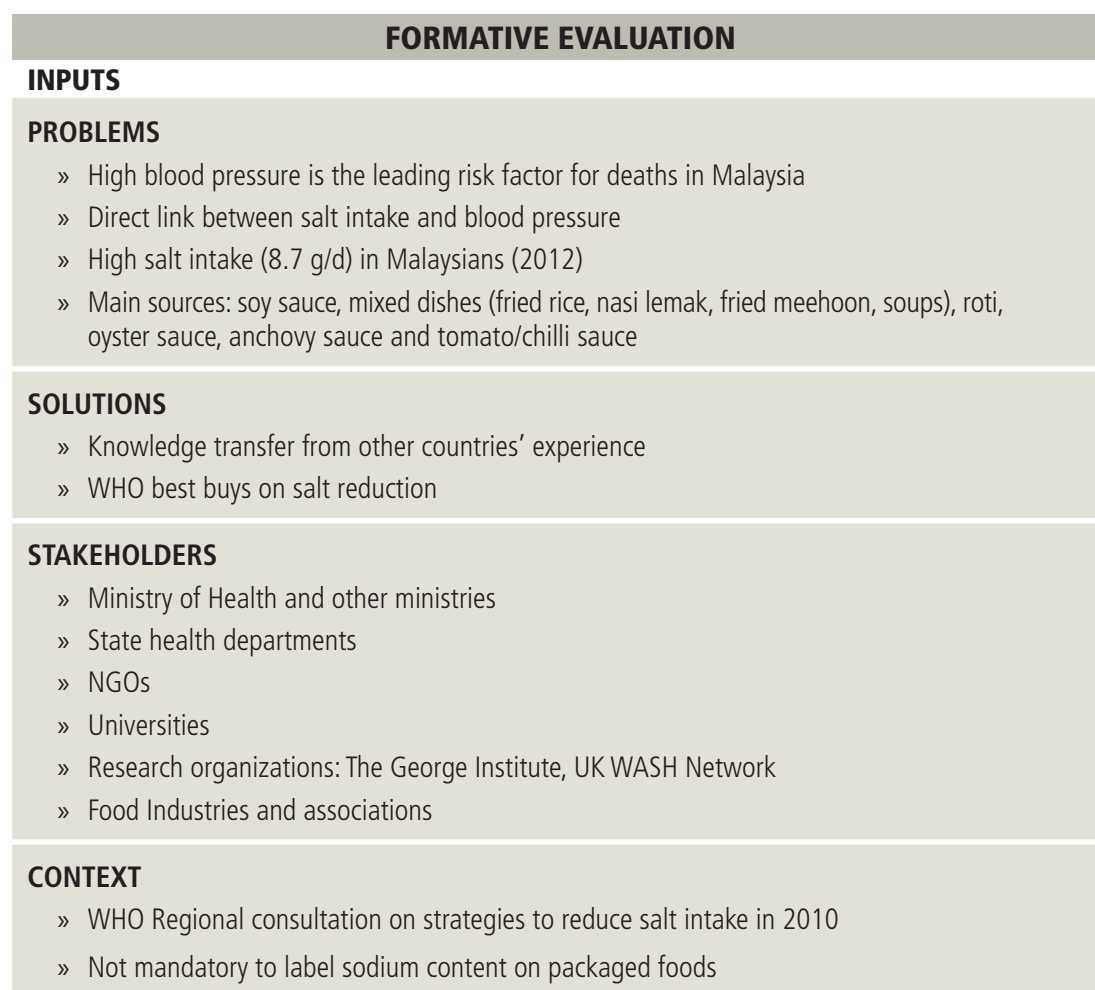 FORMATIVE EVALUATION
INPUTS
PROBLEMS
» High blood pressure is the leading risk factor for deaths in Malaysia
» Direct link between salt intake and blood pressure
» High salt intake (8.7 g/d) in Malaysians (2012)
» Main sources: soy sauce, mixed dishes (fried rice, nasi lemak, fried meehoon, soups), roti,
oyster sauce, anchovy sauce and tomato/chilli sauce
SOLUTIONS
» Knowledge transfer from other countries’ experience
» WHO best buys on salt reduction
STAKEHOLDERS
» Ministry of Health and other ministries
» State health departments
» NGOs
» Universities
» Research organizations: The George Institute, UK WASH Network
» Food Industries and associations
CONTEXT
» WHO Regional consultation on strategies to reduce salt intake in 2010
» Not mandatory to label sodium content on packaged foods